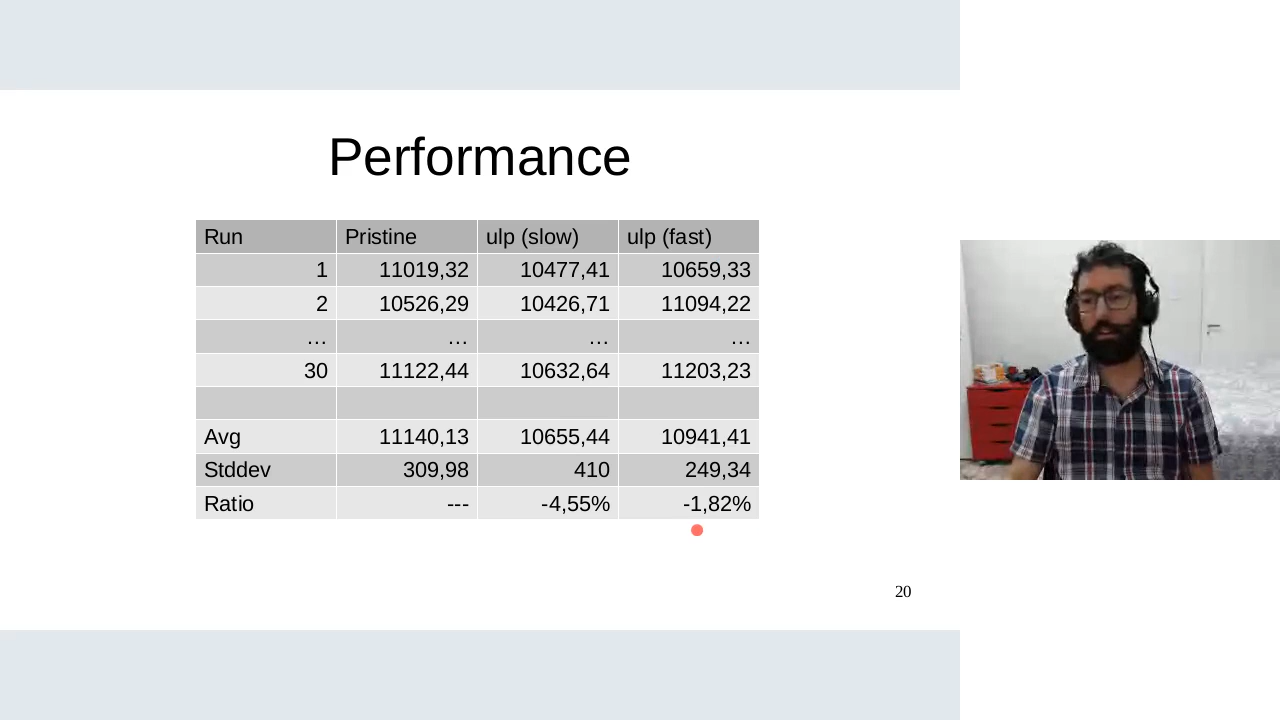 Performance
Run Pristine ulp (slow) ulp (fast)
1 11019,32 10477,41 10659,33
2 10526,29 10426,71 11094,22
... ... ... ...
30 11122,44 10632,64 11203,23
Avg 11140,13 10655,44 10941,41
Stddev 309,98 410 249,34
Ratio --- -4,55% -1,82%
20